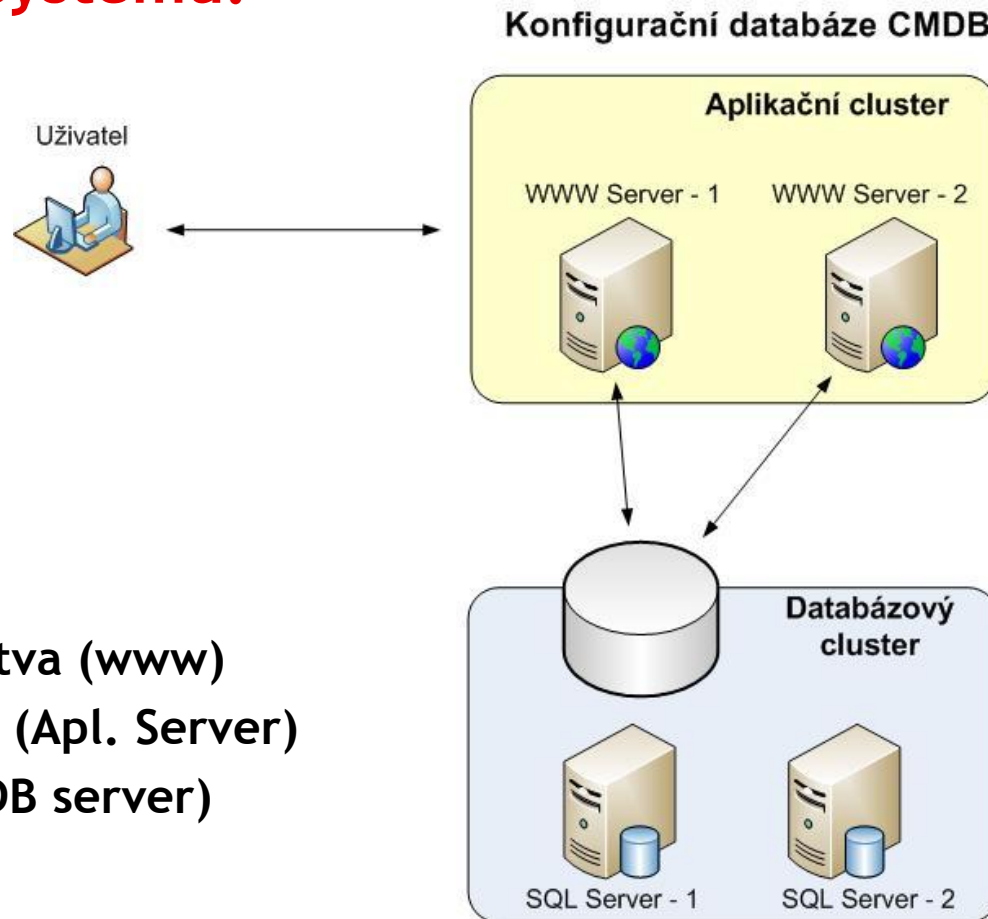 systému.
Konfigurační databáze CMDB
Aplikační cluster
Uživatel
WWW Server - 1
WWW Server - 2
Databázový
cluster
tva (www)
(Apl. Server)
DB server)
SQL Server - 1
SQL Server - 2